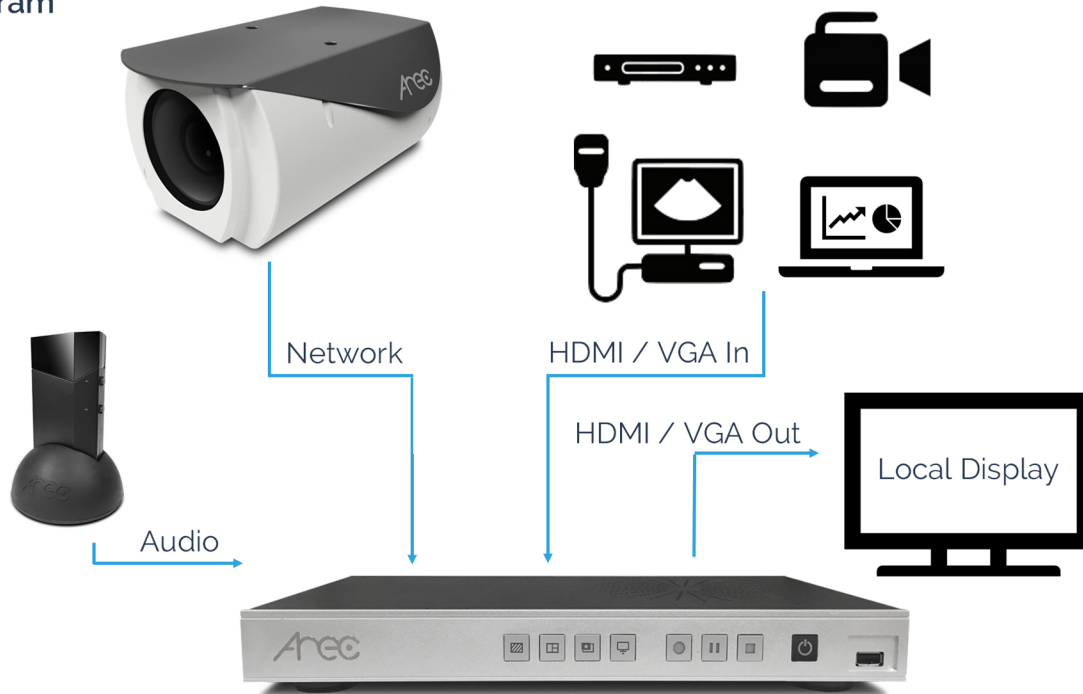 ram
Arec
Network
HDMI / VGA In
HDMI / VGA Out
Local Display
Arec
Audio
Arec